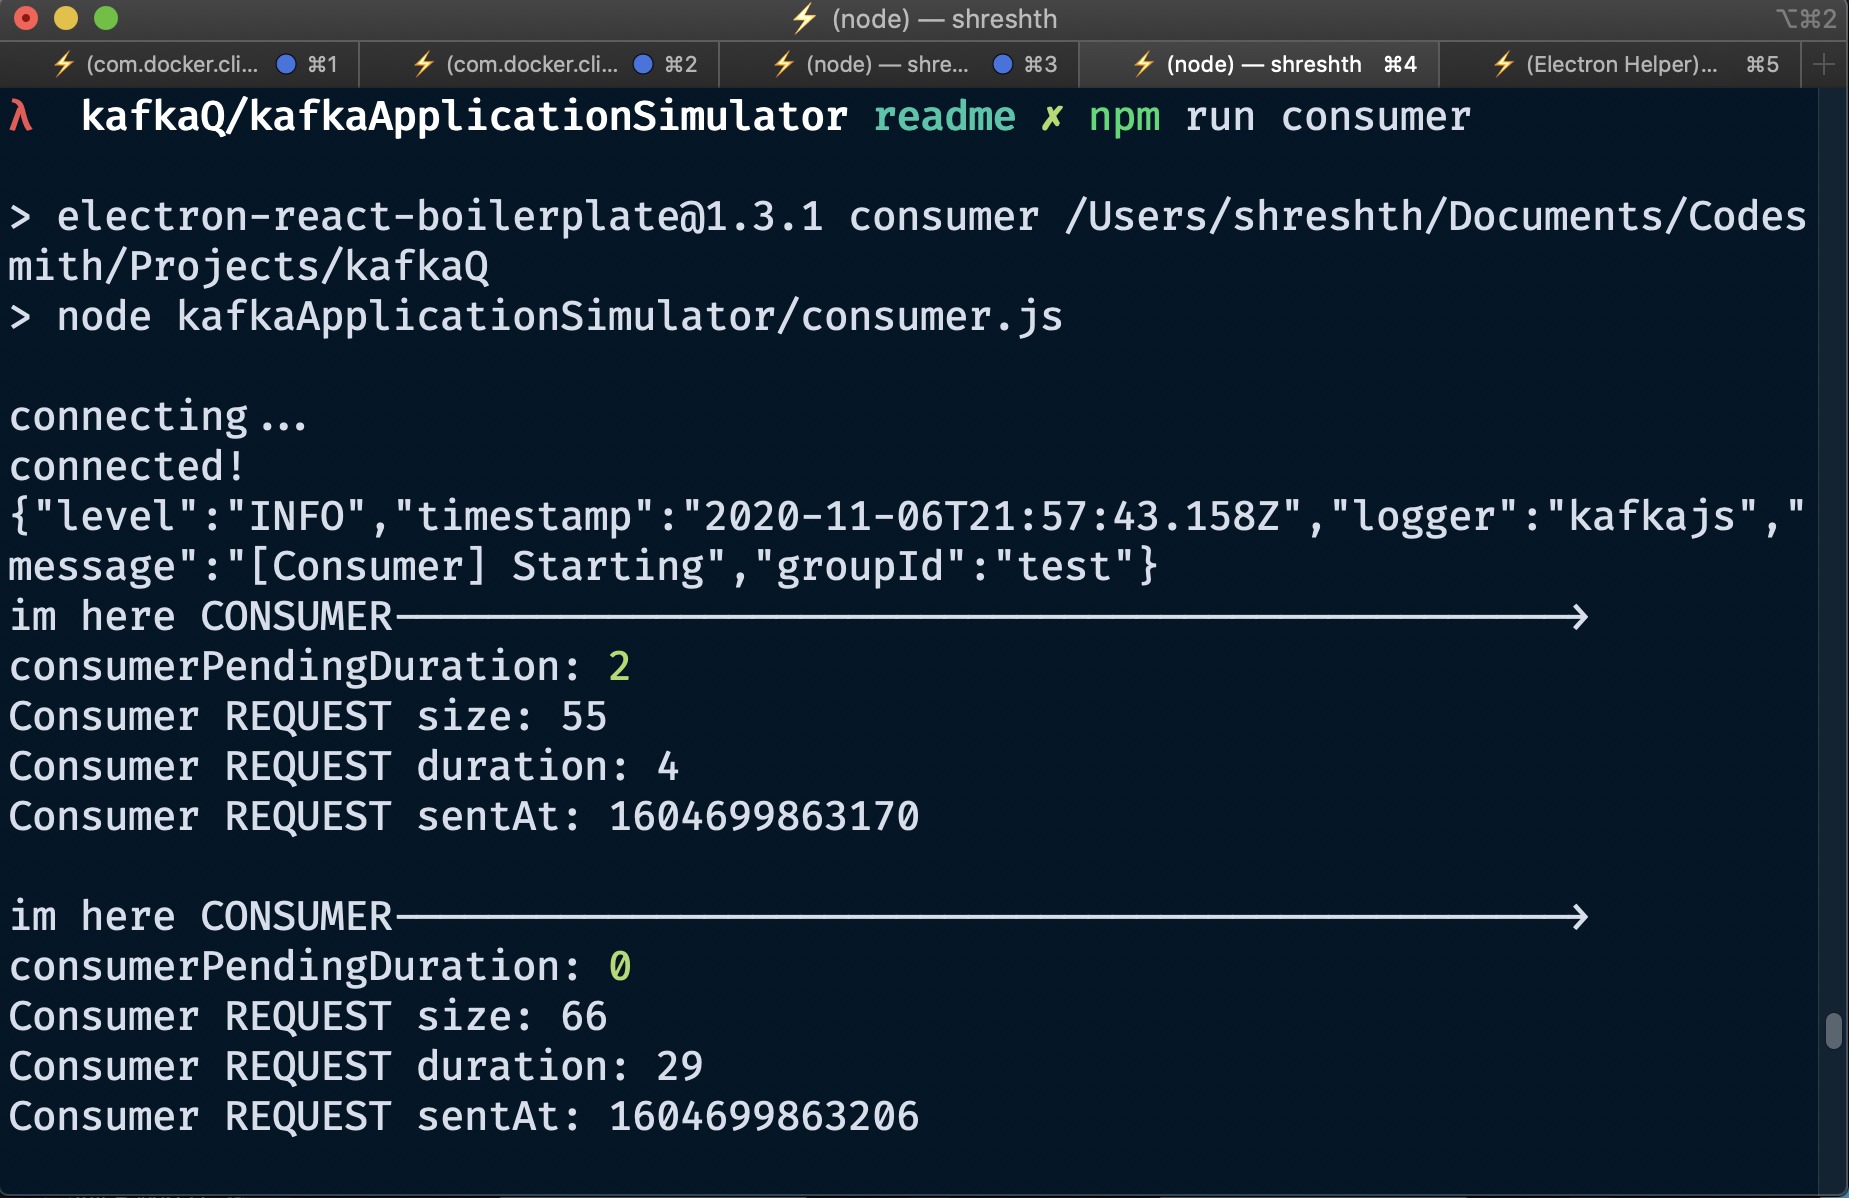 ⚡ (node) — shreshth ⌥⌘2
⚡ (com.docker.cli... ⌘1 ⚡ (com.docker.cli... ⌘2 ⚡ (node) — shre... ⌘3 ⚡ (node) — shreshth ⌘4 ⚡ (Electron Helper)... ⌘5 +
λ kafkaQ/kafkaApplicationSimulator readme ✗ npm run consumer
> electron-react-boilerplate@1.3.1 consumer /Users/shreshth/Documents/Codes
mith/Projects/kafkaQ
> node kafkaApplicationSimulator/consumer.js
connecting...
connected!
{"level":"INFO","timestamp":"2020-11-06T21:57:43.158Z","logger":"kafkajs","
message":"[Consumer] Starting","groupId":"test"}
im here CONSUMER————————————————————————>
consumerPendingDuration: 2
Consumer REQUEST size: 55
Consumer REQUEST duration: 4
Consumer REQUEST sentAt: 1604699863170
im here CONSUMER————————————————————————>
consumerPendingDuration: 0
Consumer REQUEST size: 66
Consumer REQUEST duration: 29
Consumer REQUEST sentAt: 1604699863206